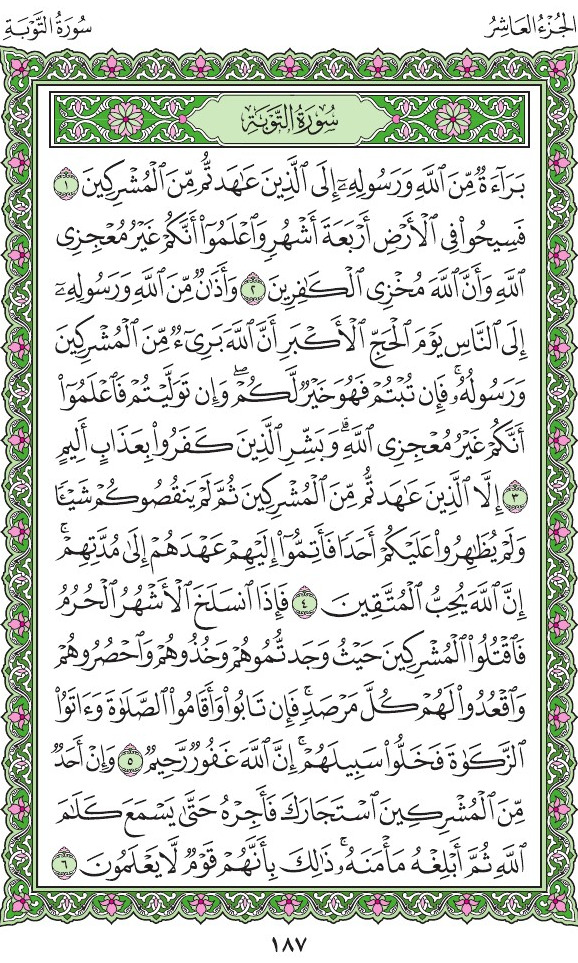 الجُزْءُ العَاشِرُ
سُورَةُ التَّوْبَةِ
سُورَةُ التَّوْبَةِ
بَرَآءَةٌ مِّنَ ٱللَّهِ وَرَسُولِهِۦٓ إِلَى ٱلَّذِينَ عَٰهَدتُّم مِّنَ ٱلْمُشْرِكِينَ ١
فَسِيحُوا۟ فِى ٱلْأَرْضِ أَرْبَعَةَ أَشْهُرٍ وَٱعْلَمُوٓا۟ أَنَّكُمْ غَيْرُ مُعْجِزِى
ٱللَّهِ وَأَنَّ ٱللَّهَ مُخْزِى ٱلْكَٰفِرِينَ ٢ وَأَذَٰنٌ مِّنَ ٱللَّهِ وَرَسُولِهِۦٓ
إِلَى ٱلنَّاسِ يَوْمَ ٱلْحَجِّ ٱلْأَكْبَرِ أَنَّ ٱللَّهَ بَرِىٓءٌ مِّنَ ٱلْمُشْرِكِينَ
وَرَسُولُهُۥ ۚ فَإِن تُبْتُمْ فَهُوَ خَيْرٌ لَّكُمْ ۖ وَإِن تَوَلَّيْتُمْ فَٱعْلَمُوٓا۟
أَنَّكُمْ غَيْرُ مُعْجِزِى ٱللَّهِ ۗ وَبَشِّرِ ٱلَّذِينَ كَفَرُوا۟ بِعَذَابٍ أَلِيمٍ
٣ إِلَّا ٱلَّذِينَ عَٰهَدتُّم مِّنَ ٱلْمُشْرِكِينَ ثُمَّ لَمْ يَنقُصُوكُمْ شَيْـًٔا
وَلَمْ يُظَٰهِرُوا۟ عَلَيْكُمْ أَحَدًا فَأَتِمُّوٓا۟ إِلَيْهِمْ عَهْدَهُمْ إِلَىٰ مُدَّتِهِمْ ۚ
إِنَّ ٱللَّهَ يُحِبُّ ٱلْمُتَّقِينَ ٤ فَإِذَا ٱنسَلَخَ ٱلْأَشْهُرُ ٱلْحُرُمُ
فَٱقْتُلُوا۟ ٱلْمُشْرِكِينَ حَيْثُ وَجَدتُّمُوهُمْ وَخُذُوهُمْ وَٱحْصُرُوهُمْ
وَٱقْعُدُوا۟ لَهُمْ كُلَّ مَرْصَدٍ ۚ فَإِن تَابُوا۟ وَأَقَامُوا۟ ٱلصَّلَوٰةَ وَءَاتَوُا۟
ٱلزَّكَوٰةَ فَخَلُّوا۟ سَبِيلَهُمْ ۚ إِنَّ ٱللَّهَ غَفُورٌ رَّحِيمٌ ٥ وَإِنْ أَحَدٌ
مِّنَ ٱلْمُشْرِكِينَ ٱسْتَجَارَكَ فَأَجِرْهُ حَتَّىٰ يَسْمَعَ كَلَٰمَ
ٱللَّهِ ثُمَّ أَبْلِغْهُ مَأْمَنَهُۥ ۚ ذَٰلِكَ بِأَنَّهُمْ قَوْمٌ لَّا يَعْلَمُونَ ٦
١٨٧